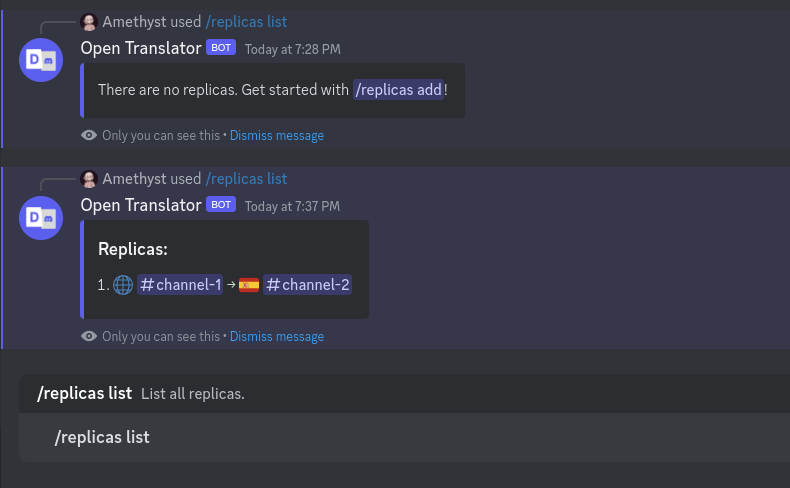 Amethyst used /replicas list
Open Translator BOT Today at 7:28 PM
There are no replicas. Get started with /replicas add!
Only you can see this • Dismiss message
Amethyst used /replicas list
Open Translator BOT Today at 7:37 PM
Replicas:
1. #channel-1 → #channel-2
Only you can see this • Dismiss message
/replicas list List all replicas.
/replicas list